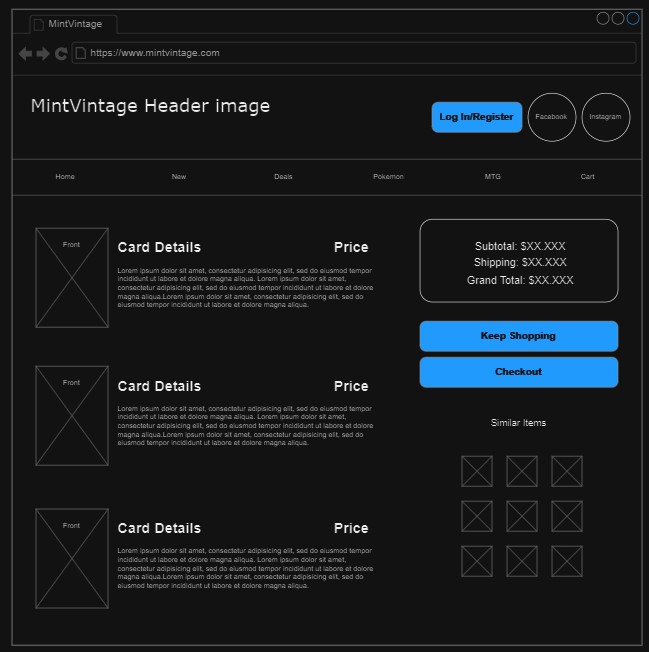 MintVintage
https://www.mintvintage.com
MintVintage Header image
Log In/Register
Facebook
Instagram
Home
New
Deals
Pokemon
MTG
Cart
Front
Card Details
Price
Lorem ipsum dolor sit amet, consectetur adipisicing elit, sed do eiusmod tempor
incididunt ut labore et dolore magna aliqua. Lorem ipsum dolor sit amet,
consectetur adipisicing elit, sed do eiusmod tempor incididunt ut labore et dolore
magna aliqua.Lorem ipsum dolor sit amet, consectetur adipisicing elit, sed do
eiusmod tempor incididunt ut labore et dolore magna aliqua.
Subtotal: $XX.XXX
Shipping: $XX.XXX
Grand Total: $XX.XXX
Keep Shopping
Checkout
Front
Card Details
Price
Lorem ipsum dolor sit amet, consectetur adipisicing elit, sed do eiusmod tempor
incididunt ut labore et dolore magna aliqua. Lorem ipsum dolor sit amet,
consectetur adipisicing elit, sed do eiusmod tempor incididunt ut labore et dolore
magna aliqua.Lorem ipsum dolor sit amet, consectetur adipisicing elit, sed do
eiusmod tempor incididunt ut labore et dolore magna aliqua.
Similar Items
Front
Card Details
Price
Lorem ipsum dolor sit amet, consectetur adipisicing elit, sed do eiusmod tempor
incididunt ut labore et dolore magna aliqua. Lorem ipsum dolor sit amet,
consectetur adipisicing elit, sed do eiusmod tempor incididunt ut labore et dolore
magna aliqua.Lorem ipsum dolor sit amet, consectetur adipisicing elit, sed do
eiusmod tempor incididunt ut labore et dolore magna aliqua.